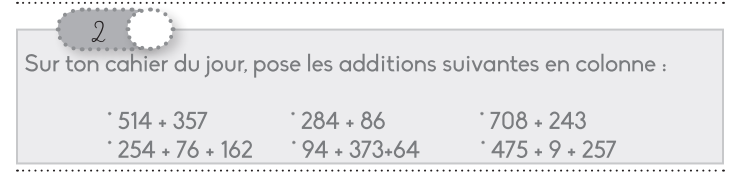 2
Sur ton cahier du jour, pose les additions suivantes en colonne :
• 514 + 357 • 284 + 86 • 708 + 243
• 254 + 76 + 162 • 94 + 373+64 • 475 + 9 + 257